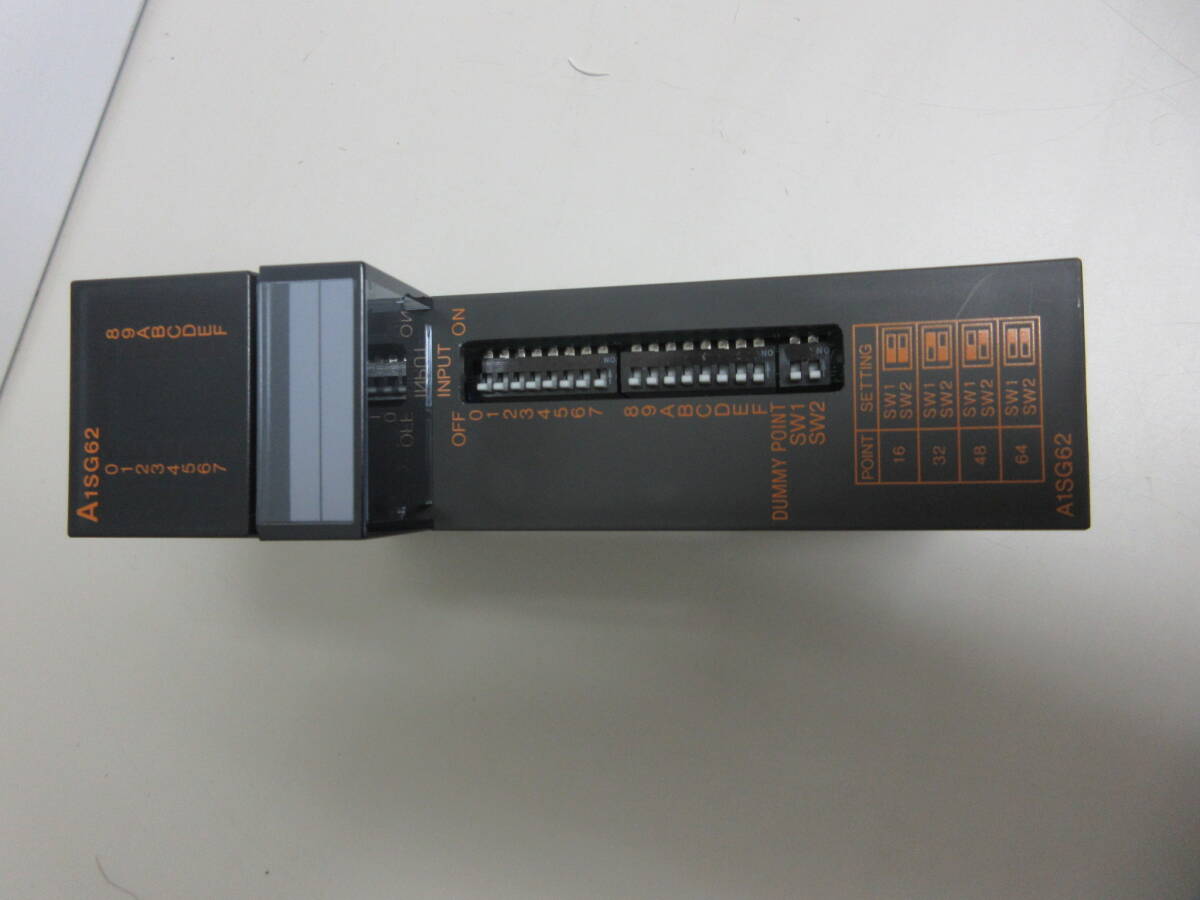 A1SG62
0 8
1 9
2 A
3 B
4 C
5 D
6 E
7 F
OFF INPUT ON
0
1
2
3
4
5
6
7
8
9
A
B
C
D
E
F
DUMMY POINT
SW1
SW2
POINT SETTING
16 SW1
SW2
32 SW1
SW2
48 SW1
SW2
64 SW1
SW2
A1SG62